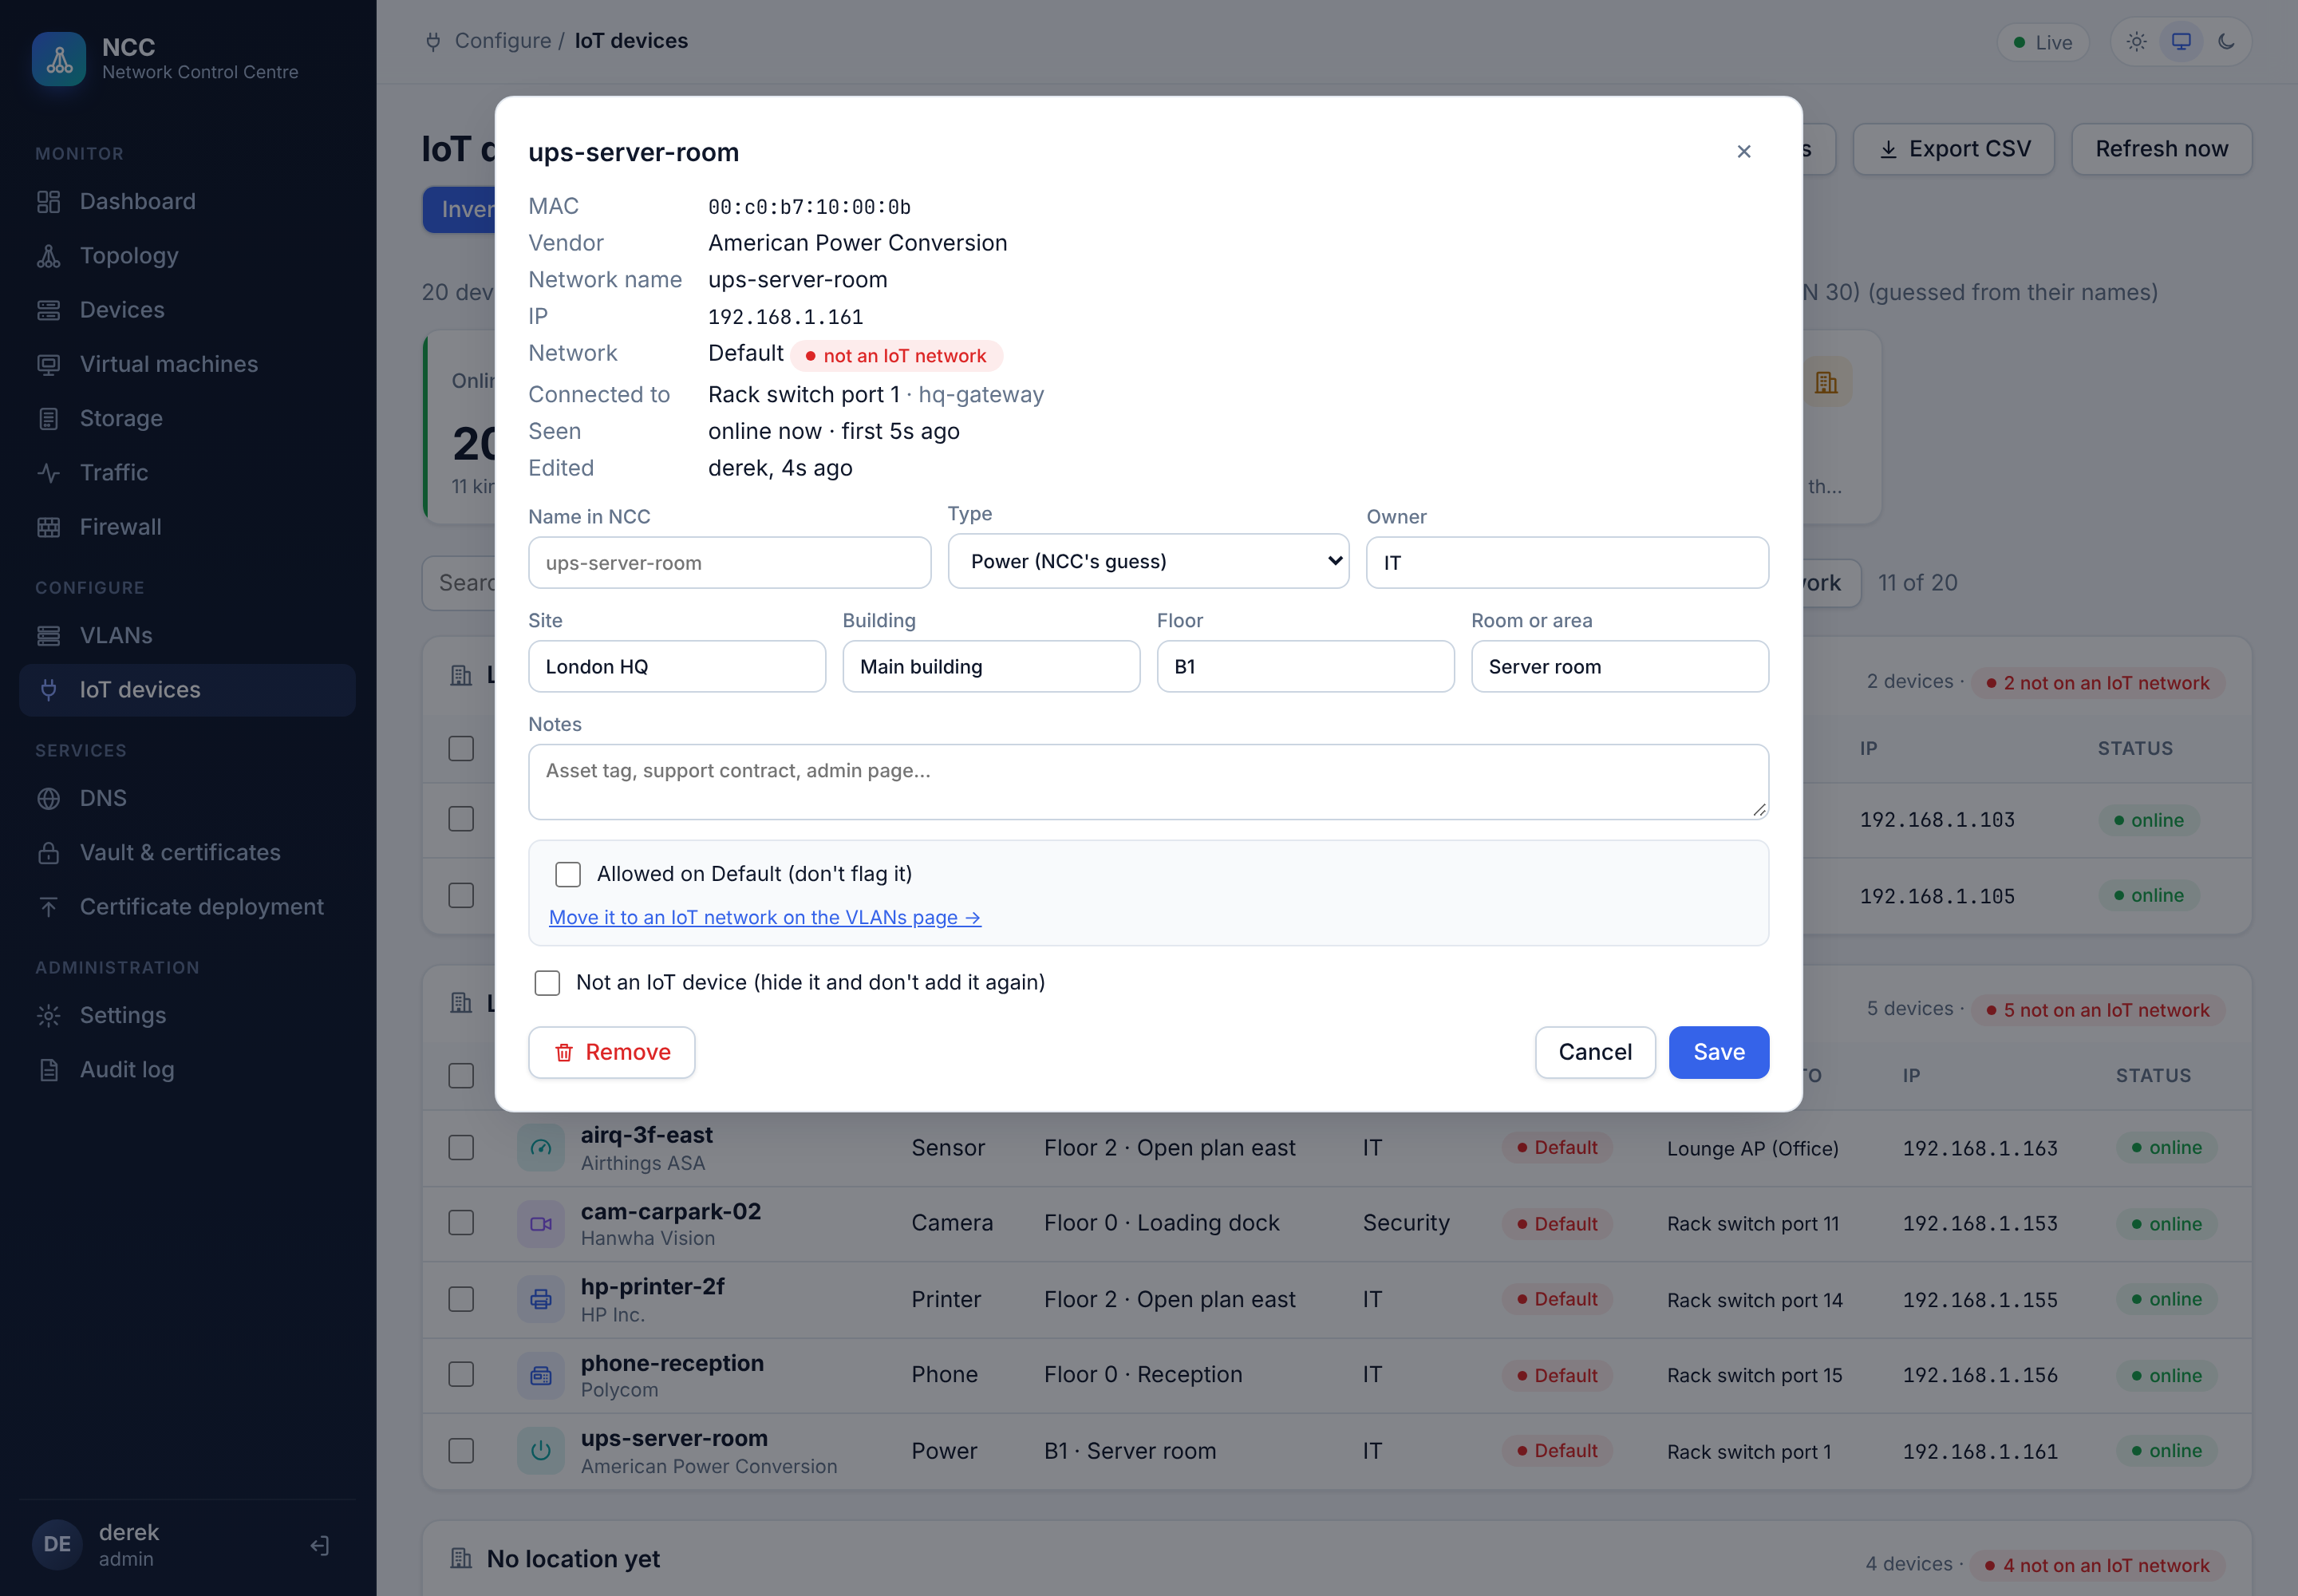 NCC
Network Control Centre
MONITOR
Dashboard
Topology
Devices
Virtual machines
Storage
Traffic
Firewall
CONFIGURE
VLANs
IoT devices
SERVICES
DNS
Vault & certificates
Certificate deployment
ADMINISTRATION
Settings
Audit log
DE
derek
admin
Configure / IoT devices
Live
IoT
Export CSV
Refresh now
20
N 30) (guessed from their names)
20
11
th...
11 of 20
2 devices · 2 not on an IoT network
IP STATUS
192.168.1.103 online
192.168.1.105 online
5 devices · 5 not on an IoT network
IP STATUS
airq-3f-east
Airthings ASA
Sensor Floor 2 · Open plan east IT Default Lounge AP (Office) 192.168.1.163 online
cam-carpark-02
Hanwha Vision
Camera Floor 0 · Loading dock Security Default Rack switch port 11 192.168.1.153 online
hp-printer-2f
HP Inc.
Printer Floor 2 · Open plan east IT Default Rack switch port 14 192.168.1.155 online
phone-reception
Polycom
Phone Floor 0 · Reception IT Default Rack switch port 15 192.168.1.156 online
ups-server-room
American Power Conversion
Power B1 · Server room IT Default Rack switch port 1 192.168.1.161 online
No location yet
4 devices · 4 not on an IoT network
ups-server-room
MAC 00:c0:b7:10:00:0b
Vendor American Power Conversion
Network name ups-server-room
IP 192.168.1.161
Network Default not an IoT network
Connected to Rack switch port 1 · hq-gateway
Seen online now · first 5s ago
Edited derek, 4s ago
Name in NCC Type Owner
ups-server-room Power (NCC's guess) IT
Site Building Floor Room or area
London HQ Main building B1 Server room
Notes
Asset tag, support contract, admin page...
Allowed on Default (don't flag it)
Move it to an IoT network on the VLANs page →
Not an IoT device (hide it and don't add it again)
Remove
Cancel
Save